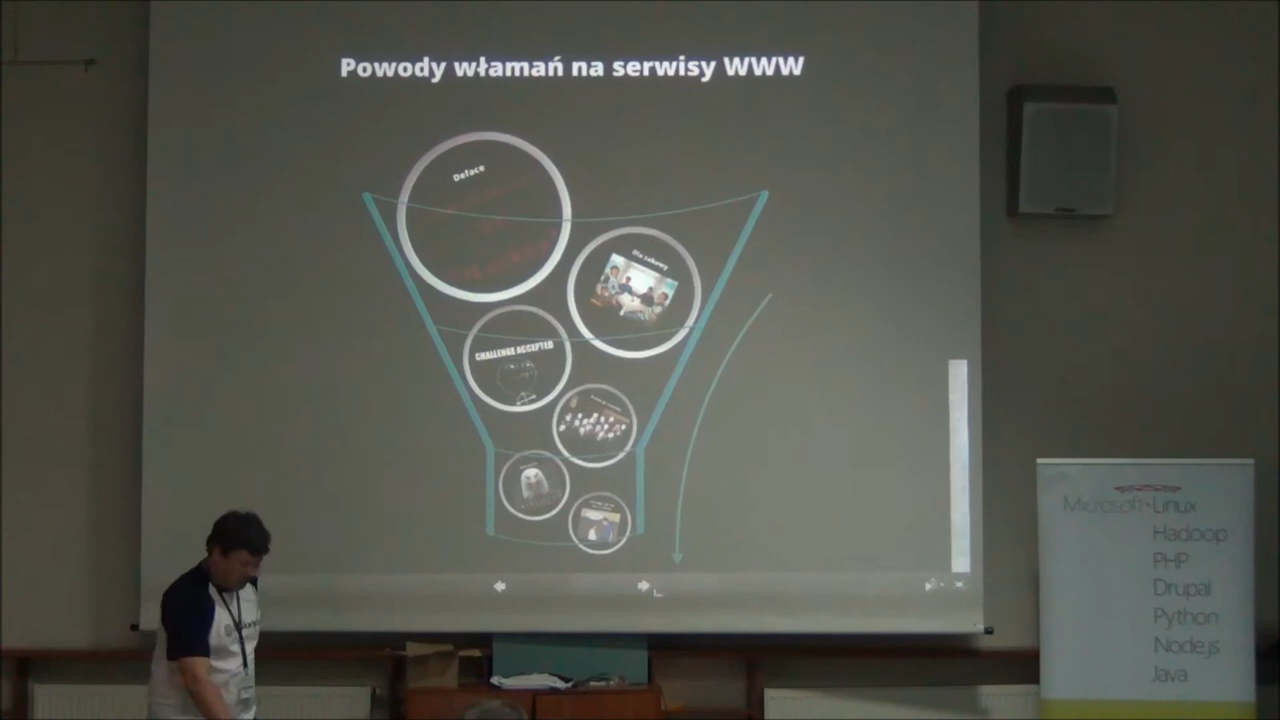 Powody włamań na serwisy WWW
Deface
Dla zabawy
CHALLENGE ACCEPTED
Microsoft + Linux
Hadoop
PHP
Drupal
Python
Node.js
Java